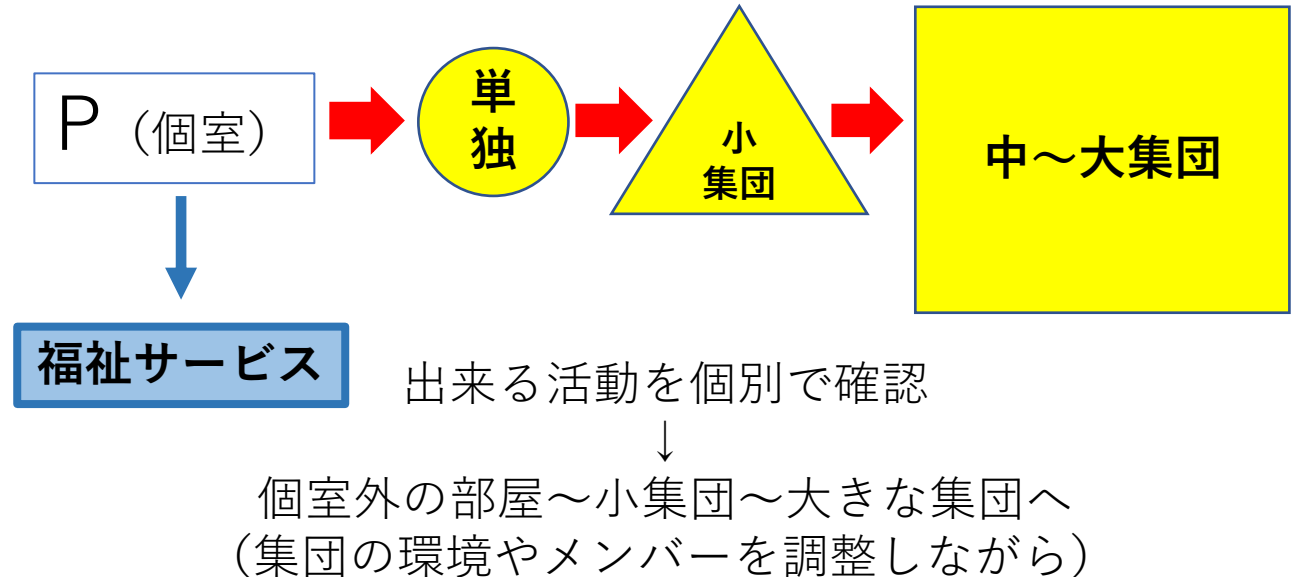 P（個室）
単
独
小
集団
中～大集団
福祉サービス
出来る活動を個別で確認
↓
個室外の部屋～小集団～大きな集団へ
（集団の環境やメンバーを調整しながら）